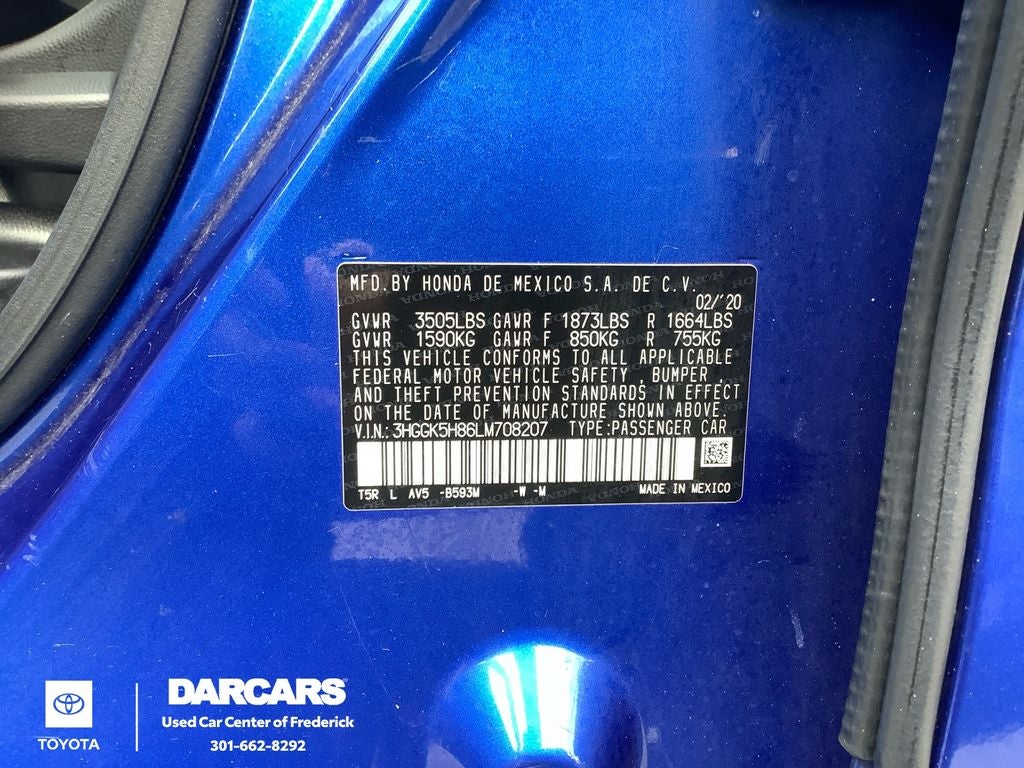 MFD.BY HONDA DE MEXICO S.A. DE C.V.
02/'20
GVWR 3505LBS GAWR F 1873LBS R 1664LBS
GVWR 1590KG GAWR F 850KG R 755KG
THIS VEHICLE CONFORMS TO ALL APPLICABLE
FEDERAL MOTOR VEHICLE SAFETY , BUMPER ,
AND THEFT PREVENTION STANDARDS IN EFFECT
ON THE DATE OF MANUFACTURE SHOWN ABOVE.
V.I.N.: 3HGGK5H86LM708207 TYPE:PASSENGER CAR
T5R L AV5 -B593M -W -M MADE IN MEXICO
TOYOTA
DARCARS
Used Car Center of Frederick
301-662-8292